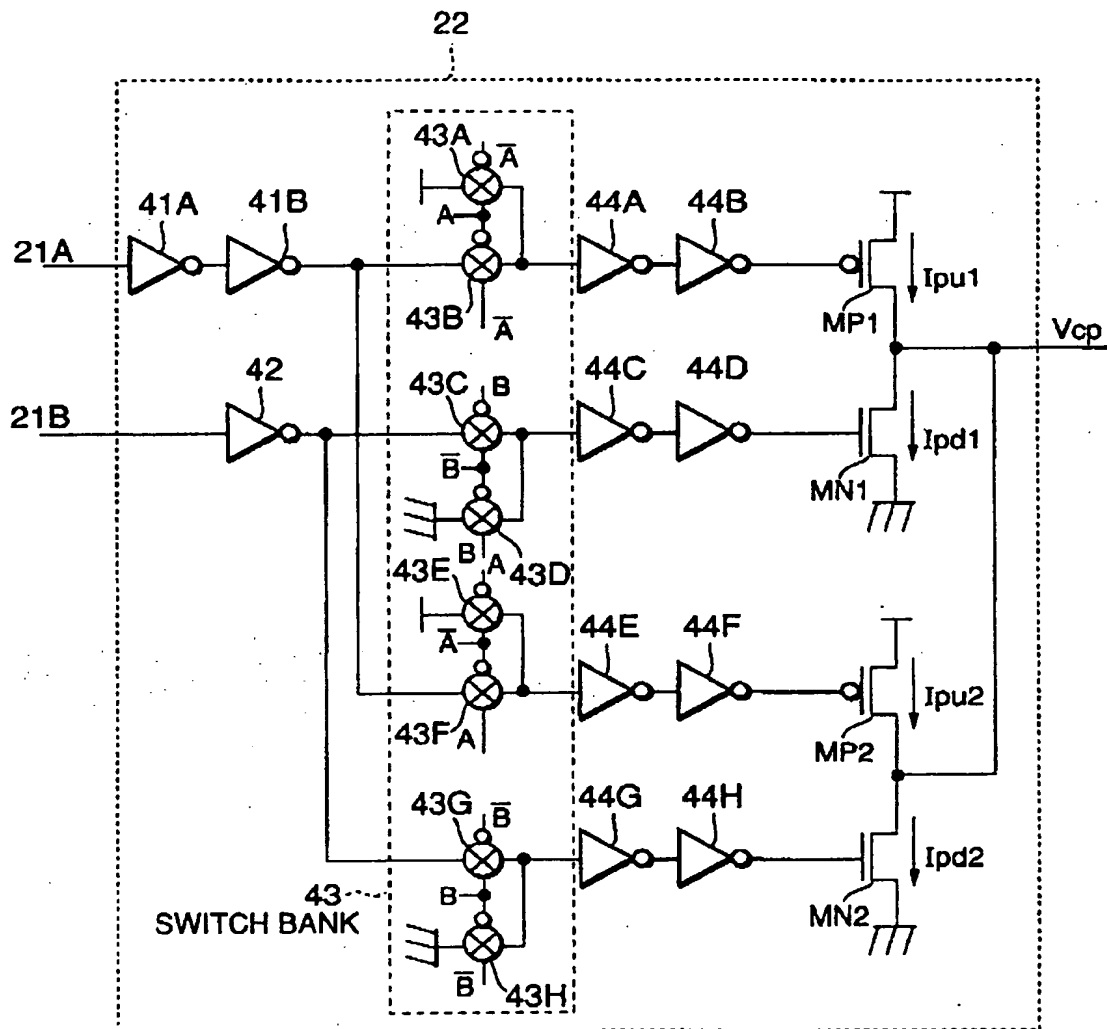 22
43A
A̅
41A
41B
A
44A
44B
21A
Ipu1
43B
MP1
A̅
Vcp
42
43C
B
44C
44D
21B
B̅
Ipd1
MN1
B
A
43E
43D
A̅
44E
44F
Ipu2
43F
A
MP2
43G
B̅
44G
44H
43
B
Ipd2
SWITCH BANK
MN2
B̅
43H